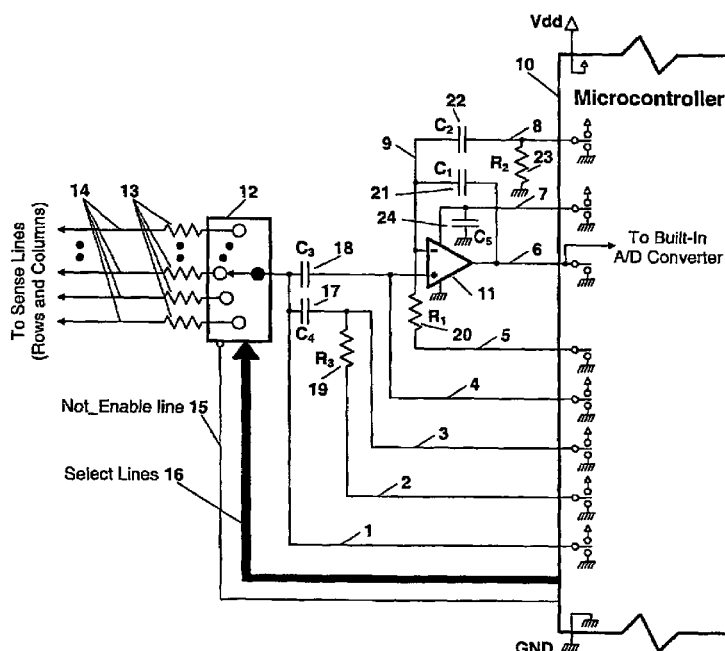 Vdd
10
Microcontroller
22
C2
8
9
R2
23
C1
21
7
24
C5
To Built-In
A/D Converter
6
14
13
12
C3
18
11
To Sense Lines
(Rows and Columns)
17
C4
R1
20
5
R3
19
4
Not_Enable line 15
3
Select Lines 16
2
1
GND